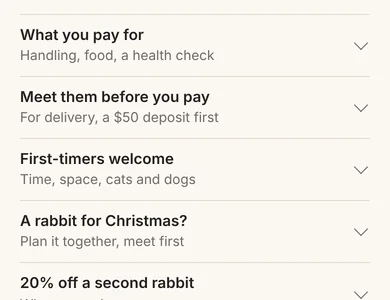 What you pay for
Handling, food, a health check
Meet them before you pay
For delivery, a $50 deposit first
First-timers welcome
Time, space, cats and dogs
A rabbit for Christmas?
Plan it together, meet first
20% off a second rabbit